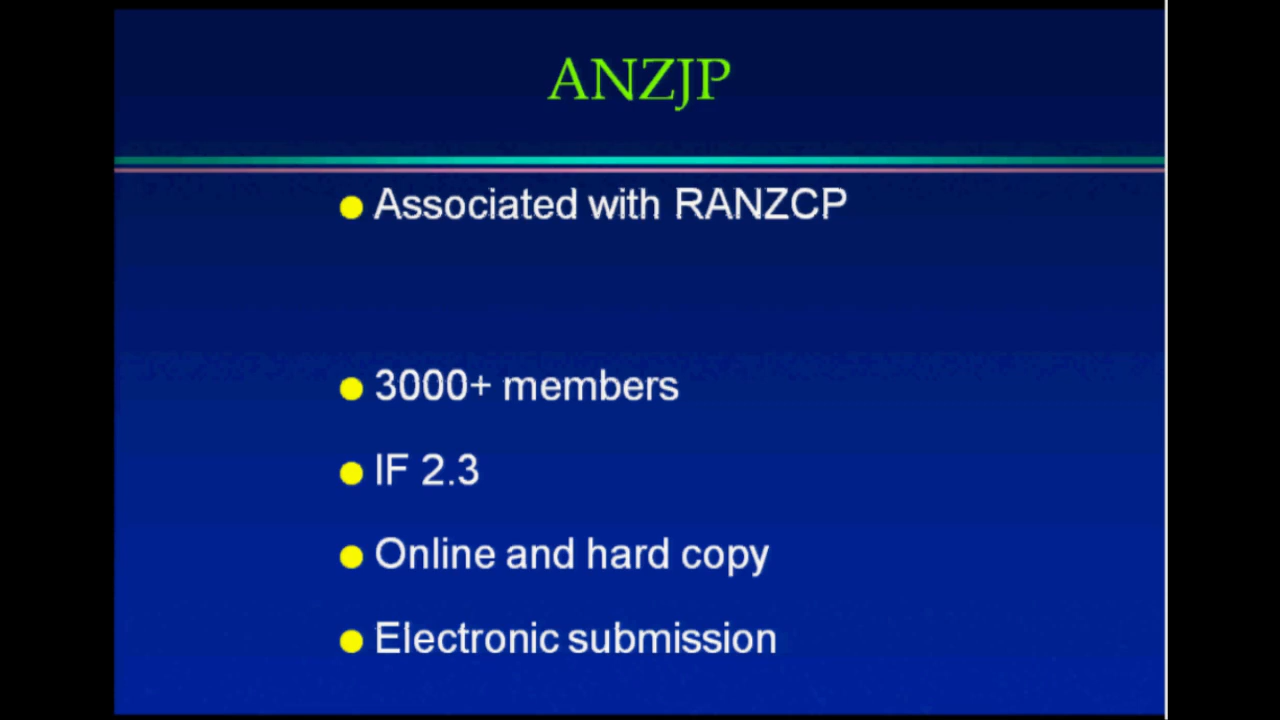 ANZJP
Associated with RANZCP
3000+ members
IF 2.3
Online and hard copy
Electronic submission